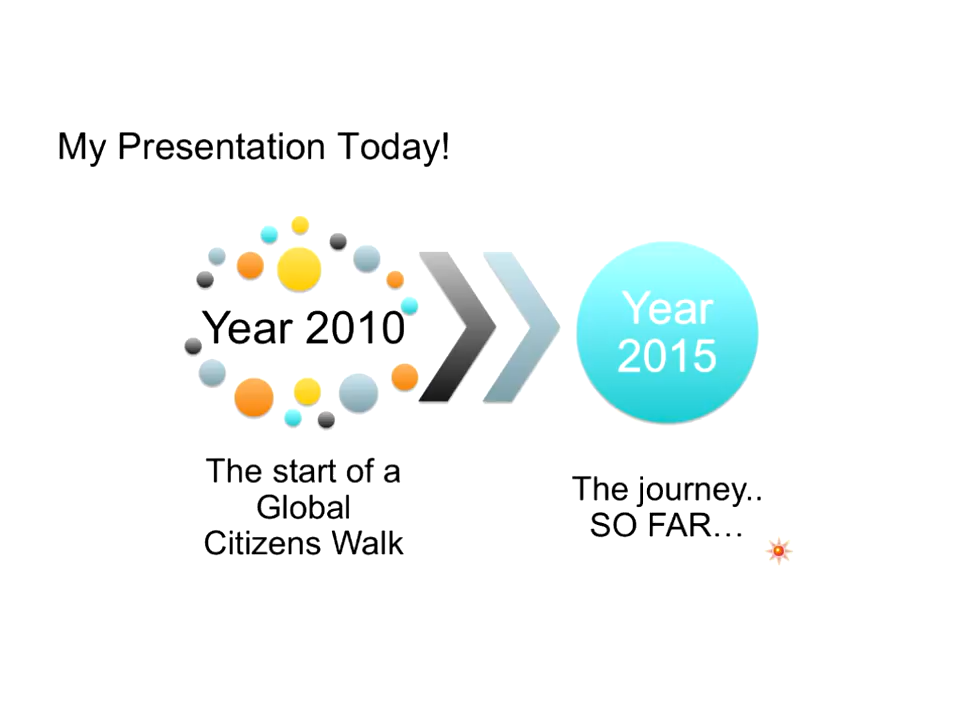 My Presentation Today!
Year 2010
Year
2015
The start of a
Global
Citizens Walk
The journey..
SO FAR…